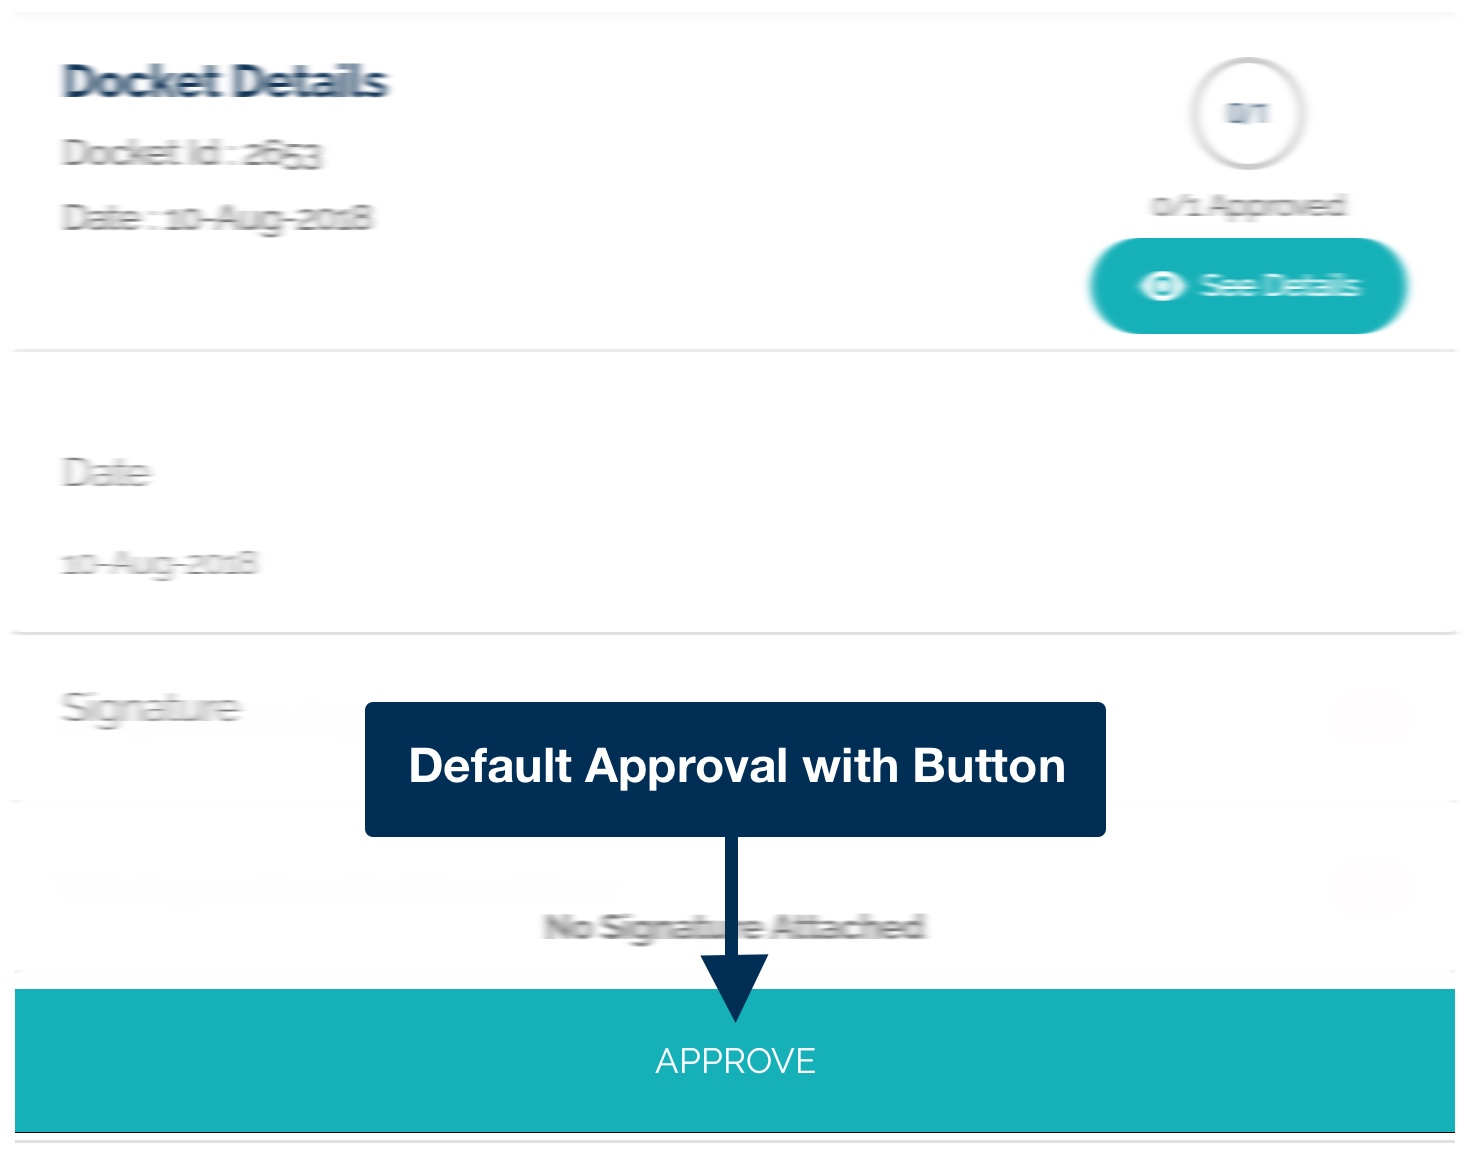 Docket Details
Docket Id : 2653
Date : 10-Aug-2018
0/1
0/1 Approved
See Details
Date
10-Aug-2018
Signature
Default Approval with Button
No Signature Attached
APPROVE